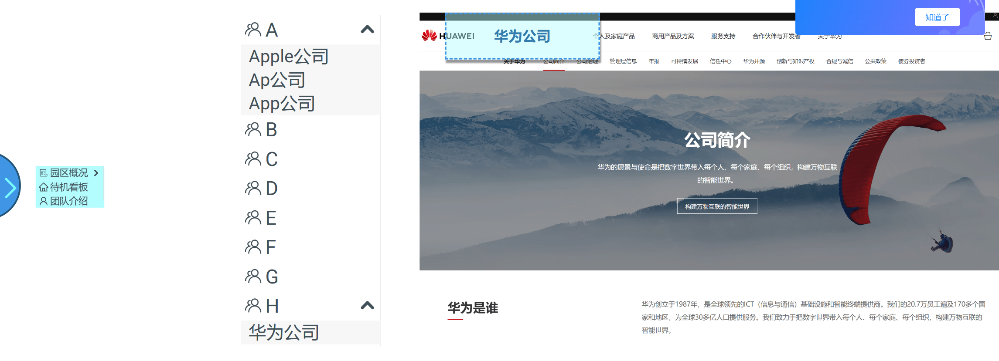 园区概况
待机看板
团队介绍
A
Apple公司
Ap公司
App公司
B
C
D
E
F
G
H
华为公司
知道了
HUAWEI
华为公司
个人及家庭产品 商用产品及方案 服务支持 合作伙伴与开发者 关于华为
关于华为 公司简介 公司治理 管理层信息 年报 可持续发展 信任中心 华为开源 创新与知识产权 合规与诚信 公共政策 债券投资者
公司简介
华为的愿景与使命是把数字世界带入每个人、每个家庭、每个组织，构建万物互联
的智能世界。
构建万物互联的智能世界
华为是谁
华为创立于1987年，是全球领先的ICT（信息与通信）基础设施和智能终端提供商。我们的20.7万员工遍及170多个国
家和地区，为全球30多亿人口提供服务。我们致力于把数字世界带入每个人、每个家庭、每个组织，构建万物互联的
智能世界。